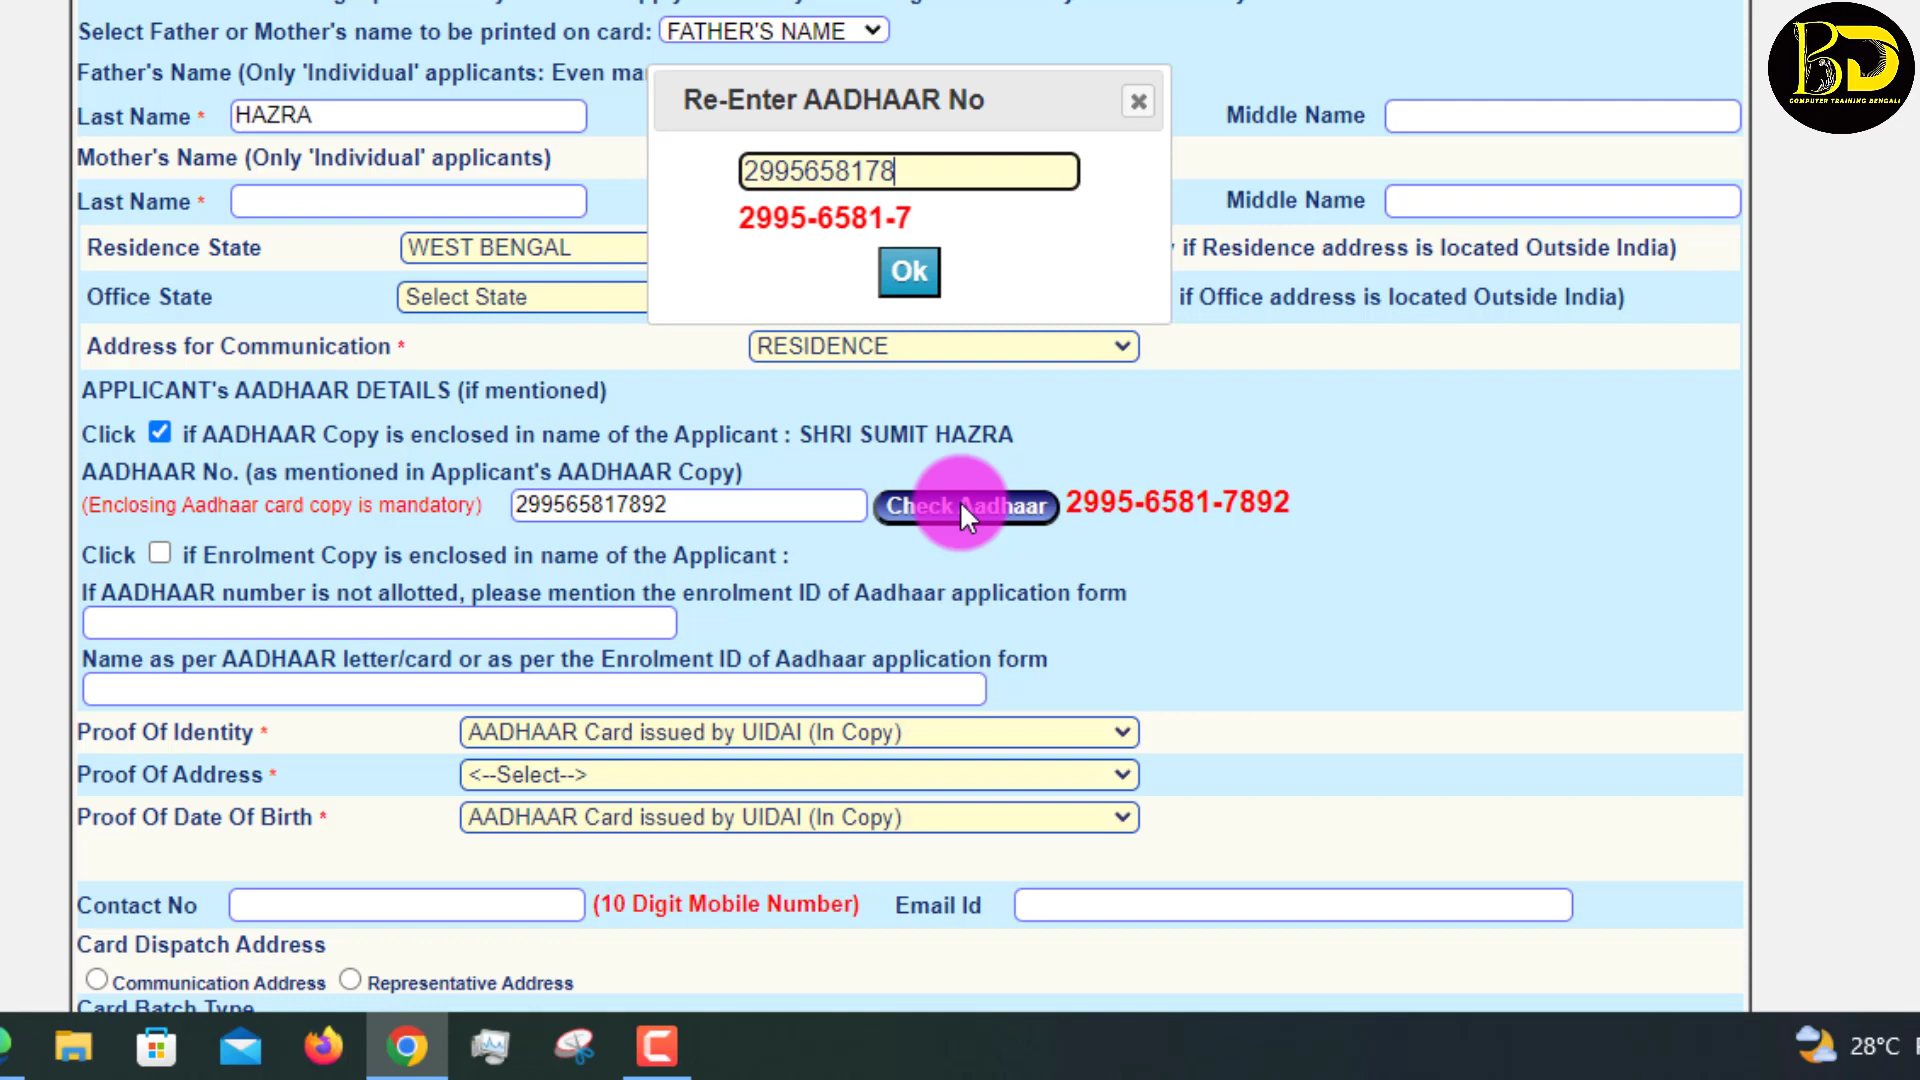 Select Father or Mother's name to be printed on card: FATHER'S NAME
Father's Name (Only 'Individual' applicants: Even
Re-Enter AADHAAR No
Last Name * HAZRA
Middle Name
2995658178
Mother's Name (Only 'Individual' applicants)
2995-6581-7
Last Name *
Middle Name
Residence State WEST BENGAL
if Residence address is located Outside India)
Ok
Office State Select State
if Office address is located Outside India)
Address for Communication * RESIDENCE
APPLICANT's AADHAAR DETAILS (if mentioned)
Click if AADHAAR Copy is enclosed in name of the Applicant : SHRI SUMIT HAZRA
AADHAAR No. (as mentioned in Applicant's AADHAAR Copy)
(Enclosing Aadhaar card copy is mandatory) 299565817892 Check Aadhaar 2995-6581-7892
Click if Enrolment Copy is enclosed in name of the Applicant :
If AADHAAR number is not allotted, please mention the enrolment ID of Aadhaar application form
Name as per AADHAAR letter/card or as per the Enrolment ID of Aadhaar application form
Proof Of Identity * AADHAAR Card issued by UIDAI (In Copy)
Proof Of Address * <--Select-->
Proof Of Date Of Birth * AADHAAR Card issued by UIDAI (In Copy)
Contact No (10 Digit Mobile Number) Email Id
Card Dispatch Address
Communication Address Representative Address
Card Batch Type
28°C
BD
COMPUTER TRAINING BENGALI